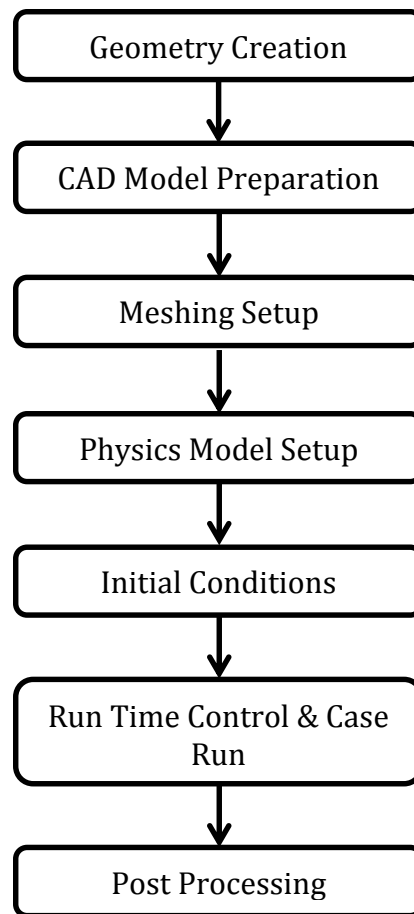 Geometry Creation
CAD Model Preparation
Meshing Setup
Physics Model Setup
Initial Conditions
Run Time Control & Case
Run
Post Processing